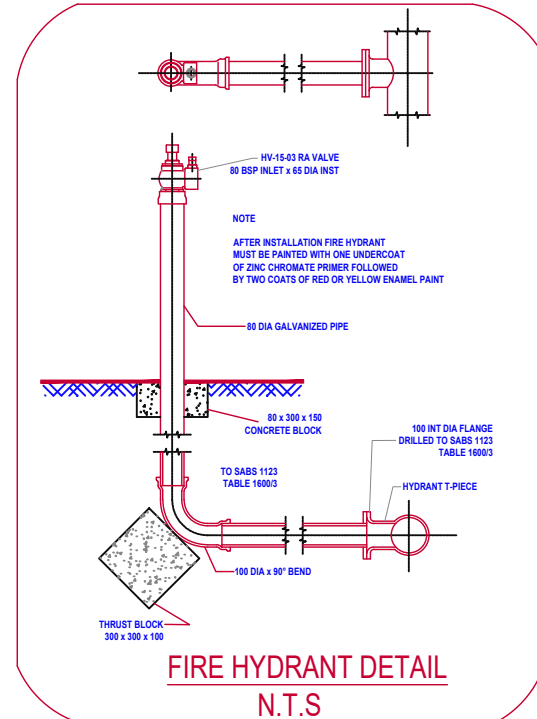 HV-15-03 RA VALVE
80 BSP INLET x 65 DIA INST
NOTE
AFTER INSTALLATION FIRE HYDRANT
MUST BE PAINTED WITH ONE UNDERCOAT
OF ZINC CHROMATE PRIMER FOLLOWED
BY TWO COATS OF RED OR YELLOW ENAMEL PAINT
80 DIA GALVANIZED PIPE
80 x 300 x 150
CONCRETE BLOCK
100 INT DIA FLANGE
DRILLED TO SABS 1123
TABLE 1600/3
TO SABS 1123
TABLE 1600/3
HYDRANT T-PIECE
100 DIA x 90° BEND
THRUST BLOCK
300 x 300 x 100
FIRE HYDRANT DETAIL
N.T.S